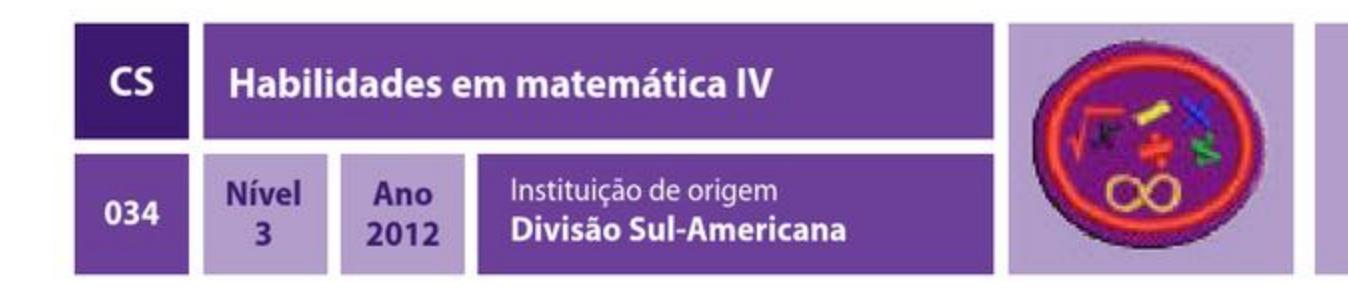 CS
Habilidades em matemática IV
034
Nível
3
Ano
2012
Instituição de origem
Divisão Sul-Americana